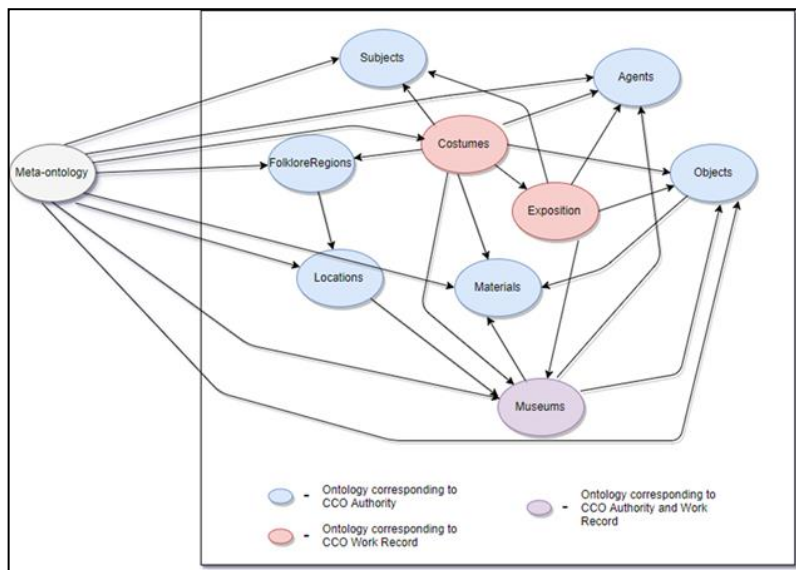 Subjects
Agents
Costumes
FolkloreRegions
Meta-ontology
Objects
Exposition
Locations
Materials
Museums
- Ontology corresponding to
CCO Authority
- Ontology corresponding to
CCO Authority and Work
Record
- Ontology corresponding to
CCO Work Record